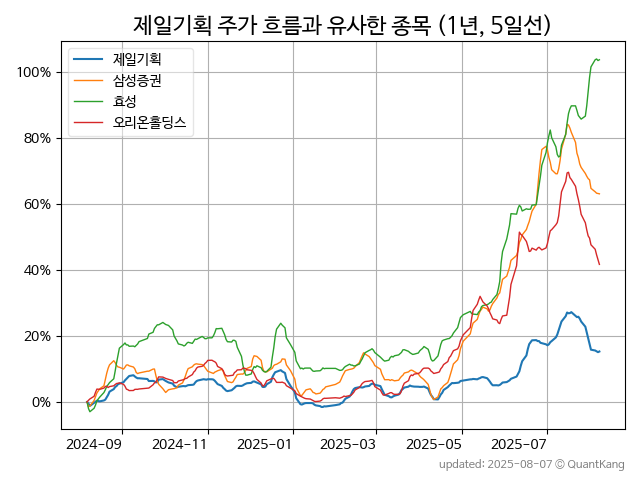 제일기획 주가 흐름과 유사한 종목 (1년, 5일선)
제일기획
삼성증권
효성
오리온홀딩스
100%
80%
60%
40%
20%
0%
2024-09 2024-11 2025-01 2025-03 2025-05 2025-07
updated: 2025-08-07 © QuantKang